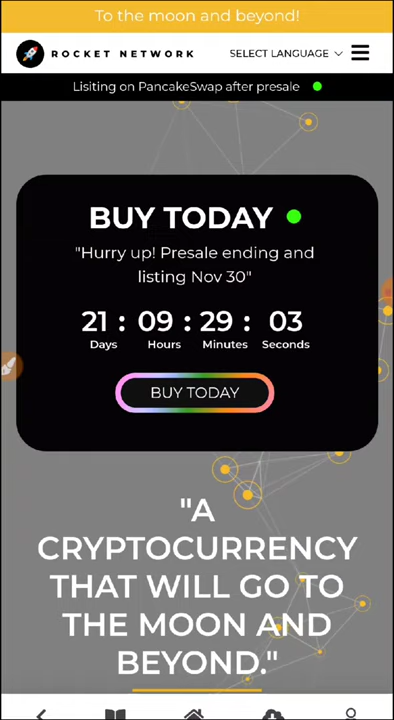 To the moon and beyond!
ROCKET NETWORK SELECT LANGUAGE
Lisiting on PancakeSwap after presale
BUY TODAY
"Hurry up! Presale ending and
listing Nov 30"
21 : 09 : 29 : 03
Days Hours Minutes Seconds
BUY TODAY
"A
CRYPTOCURRENCY
THAT WILL GO TO
THE MOON AND
BEYOND."